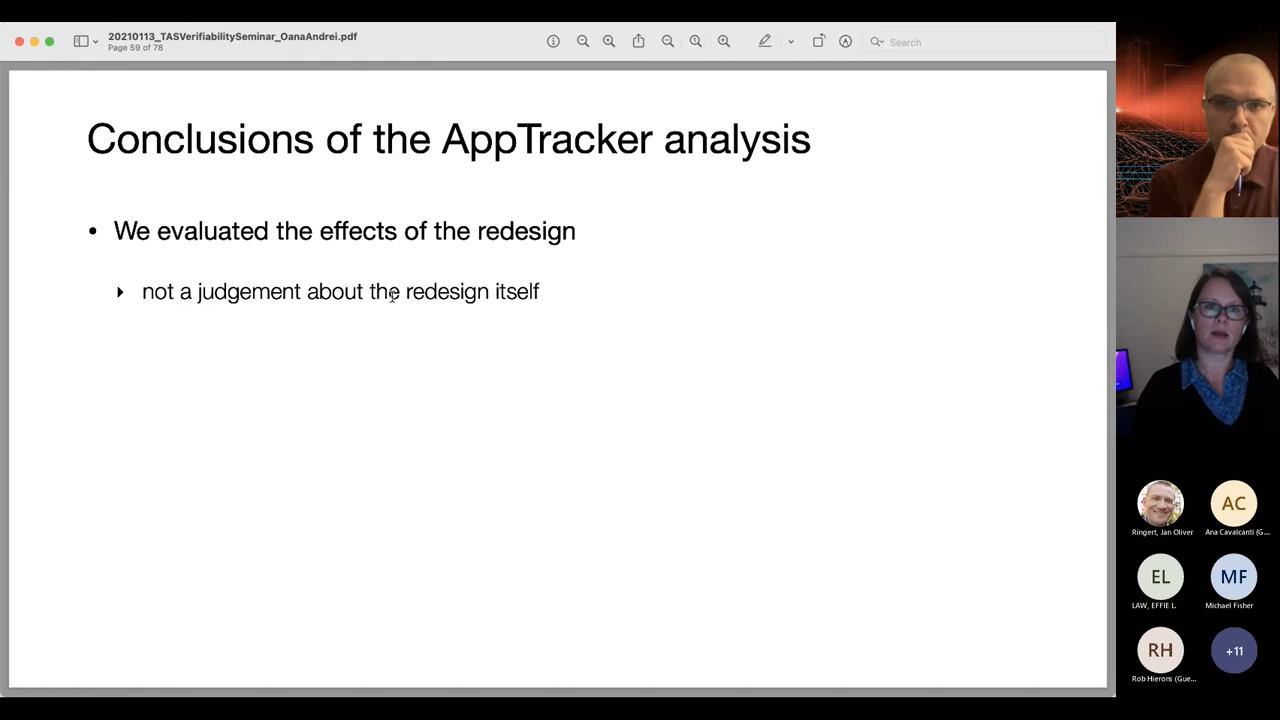 20210113_TASVerifiabilitySeminar_OanaAndrei.pdf
Page 59 of 78
Search
Conclusions of the AppTracker analysis
• We evaluated the effects of the redesign
‣ not a judgement about the redesign itself
Ringert, Jan Oliver
AC
Ana Cavalcanti (G...
EL
LAW, EFFIE L.
MF
Michael Fisher
RH
Rob Hierons (Gue...
+11